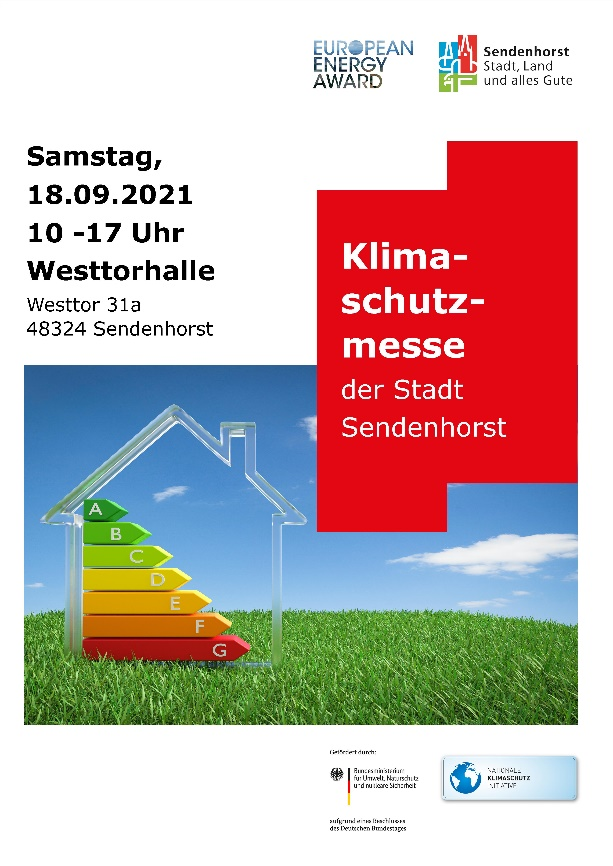 EUROPEAN
ENERGY
AWARD
Sendenhorst
Stadt, Land
und alles Gute
Samstag,
18.09.2021
10 -17 Uhr
Westtorhalle
Westtor 31a
48324 Sendenhorst
Klima-
schutz-
messe
der Stadt
Sendenhorst
A
B
C
D
E
F
G
Gefördert durch:
Bundesministerium
für Umwelt, Naturschutz
und nukleare Sicherheit
aufgrund eines Beschlusses
des Deutschen Bundestages
NATIONALE
KLIMASCHUTZ
INITIATIVE